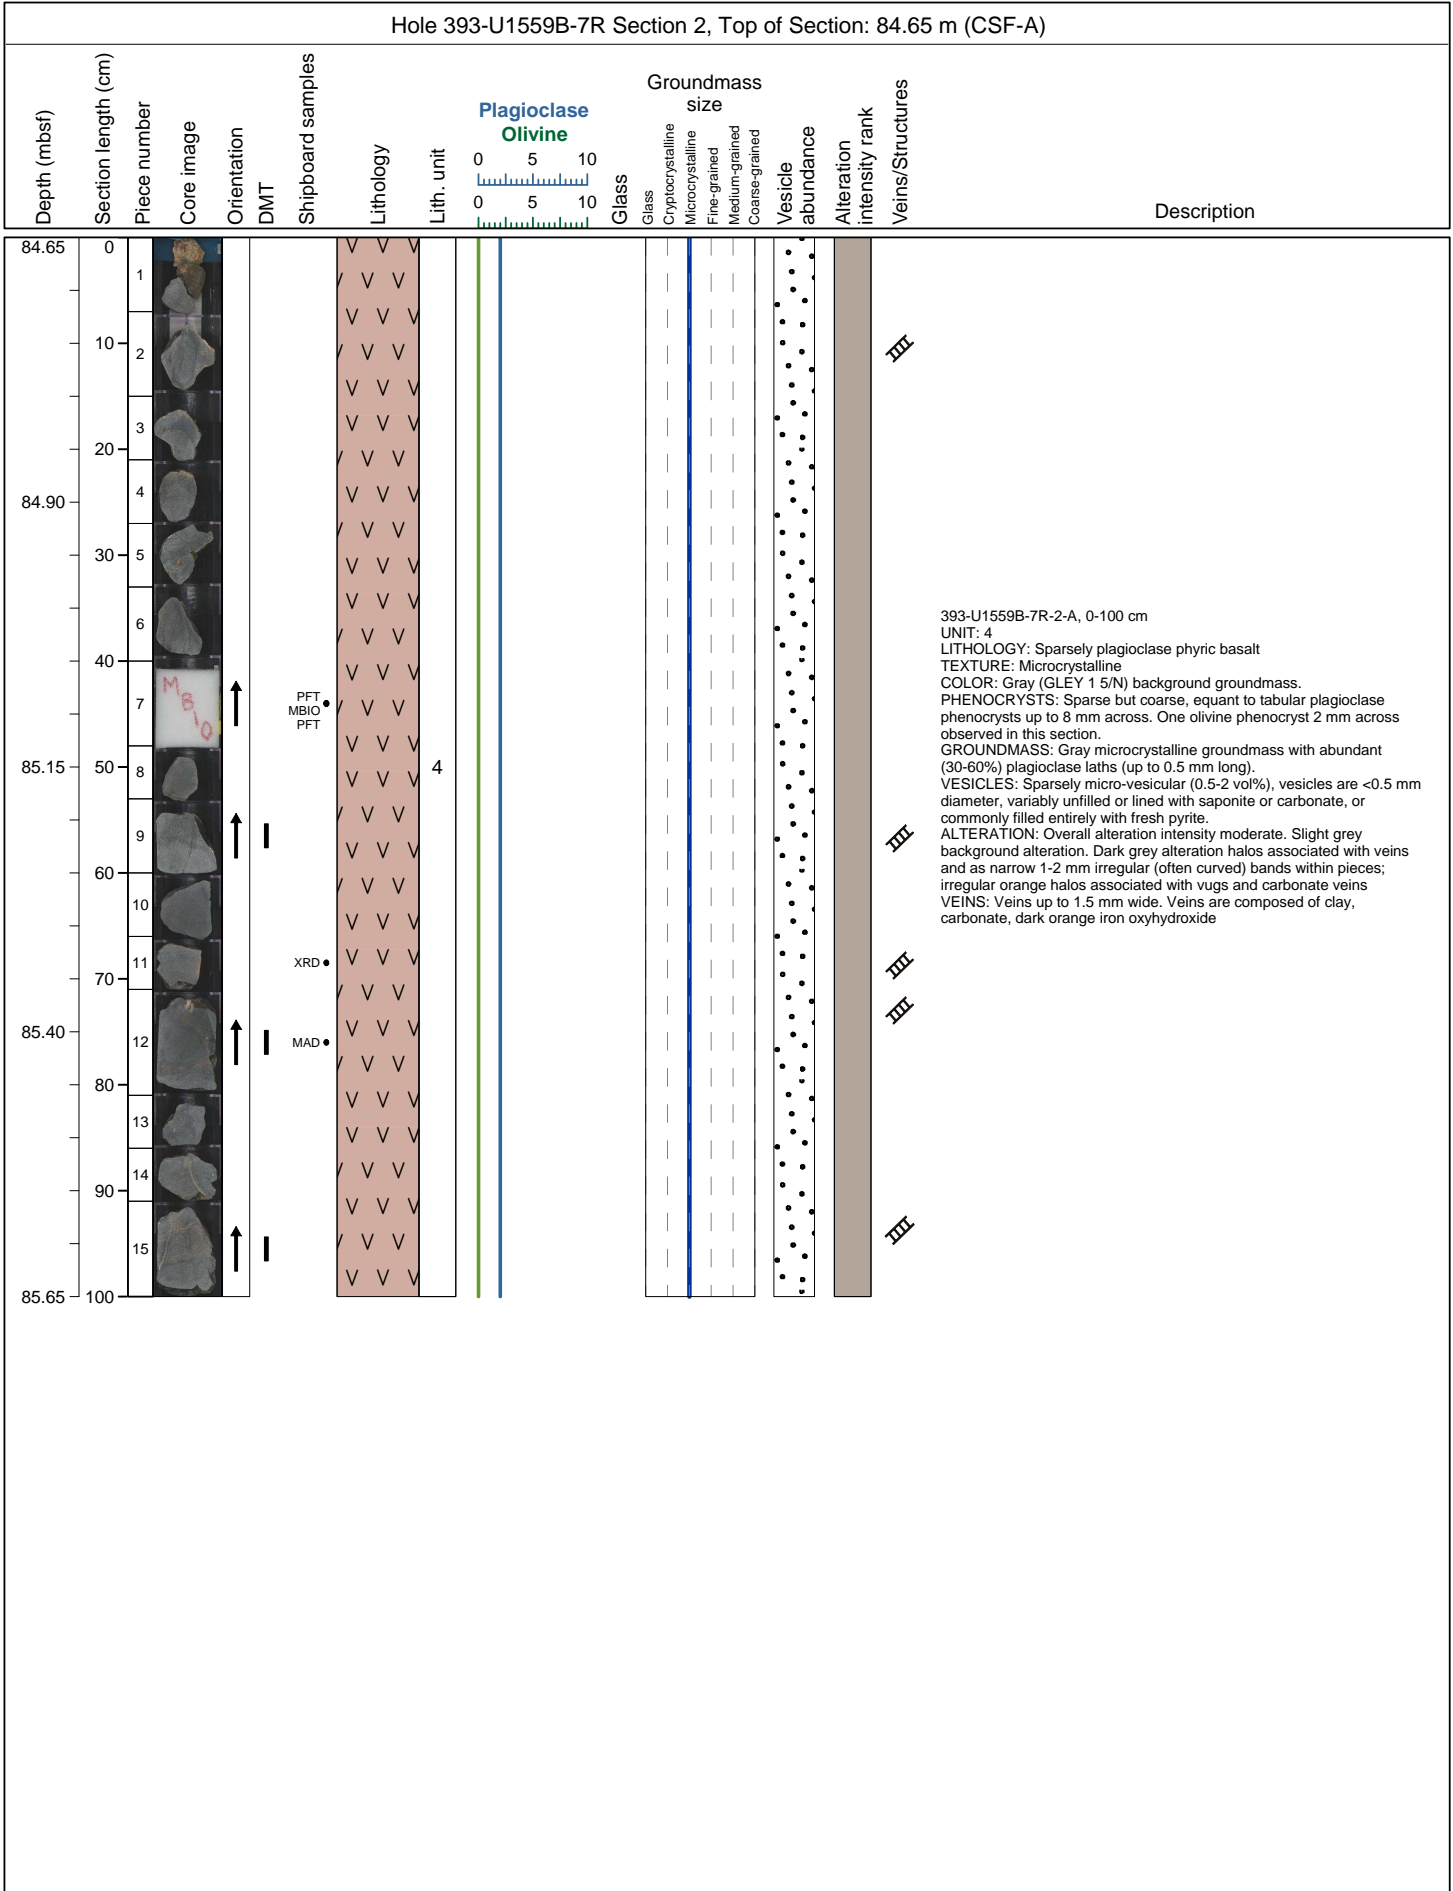 Hole 393-U1559B-7R Section 2, Top of Section: 84.65 m (CSF-A)
Depth (mbsf)
Section length (cm)
Piece number
Core image
Orientation
DMT
Shipboard samples
Lithology
Lith. unit
Plagioclase
Olivine
0 5 10
0 5 10
Glass
Groundmass
size
Glass
Cryptocrystalline
Microcrystalline
Fine-grained
Medium-grained
Coarse-grained
Vesicle
abundance
Alteration
intensity rank
Veins/Structures
Description
84.65
84.90
85.15
85.40
85.65
0
10
20
30
40
50
60
70
80
90
100
1
2
3
4
5
6
7
8
9
10
11
12
13
14
15
MBIO
PFT
MBIO
PFT
XRD
MAD
4
393-U1559B-7R-2-A, 0-100 cm
UNIT: 4
LITHOLOGY: Sparsely plagioclase phyric basalt
TEXTURE: Microcrystalline
COLOR: Gray (GLEY 1 5/N) background groundmass.
PHENOCRYSTS: Sparse but coarse, equant to tabular plagioclase
phenocrysts up to 8 mm across. One olivine phenocryst 2 mm across
observed in this section.
GROUNDMASS: Gray microcrystalline groundmass with abundant
(30-60%) plagioclase laths (up to 0.5 mm long).
VESICLES: Sparsely micro-vesicular (0.5-2 vol%), vesicles are <0.5 mm
diameter, variably unfilled or lined with saponite or carbonate, or
commonly filled entirely with fresh pyrite.
ALTERATION: Overall alteration intensity moderate. Slight grey
background alteration. Dark grey alteration halos associated with veins
and as narrow 1-2 mm irregular (often curved) bands within pieces;
irregular orange halos associated with vugs and carbonate veins
VEINS: Veins up to 1.5 mm wide. Veins are composed of clay,
carbonate, dark orange iron oxyhydroxide